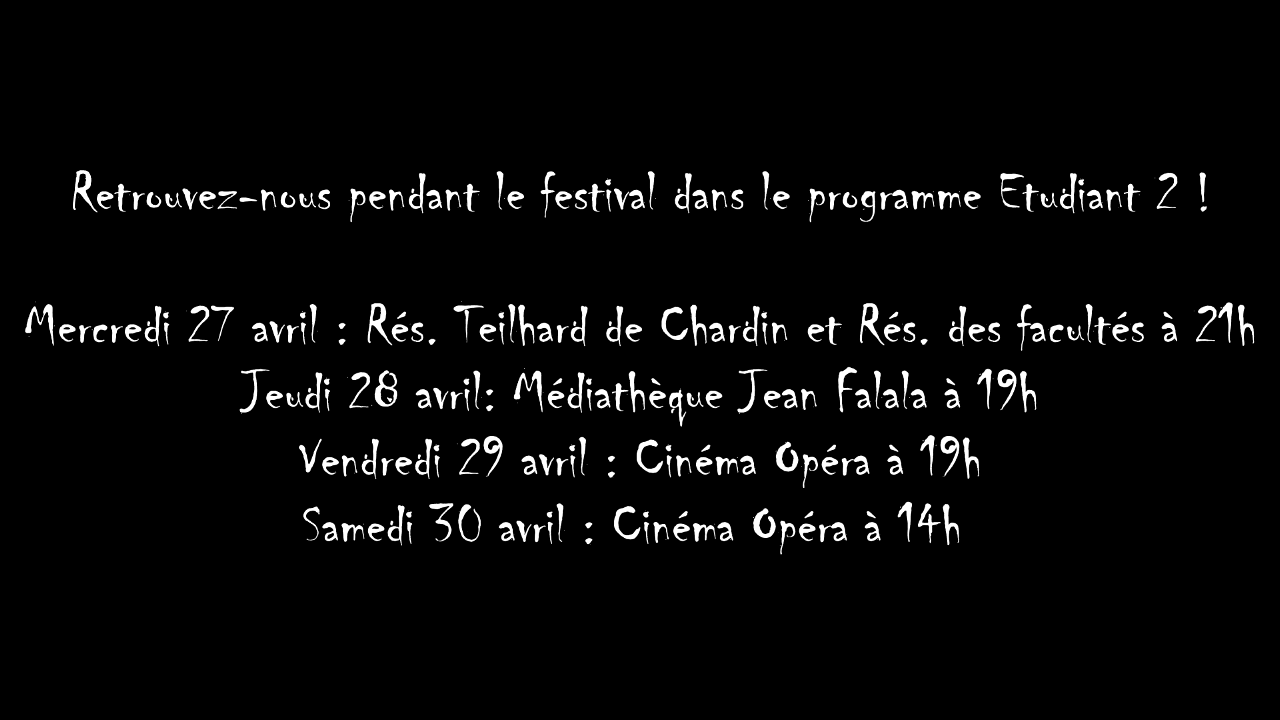 Retrouvez-nous pendant le festival dans le programme Etudiant 2 !
Mercredi 27 avril : Rés. Teilhard de Chardin et Rés. des facultés à 21h
Jeudi 28 avril: Médiathèque Jean Falala à 19h
Vendredi 29 avril : Cinéma Opéra à 19h
Samedi 30 avril : Cinéma Opéra à 14h